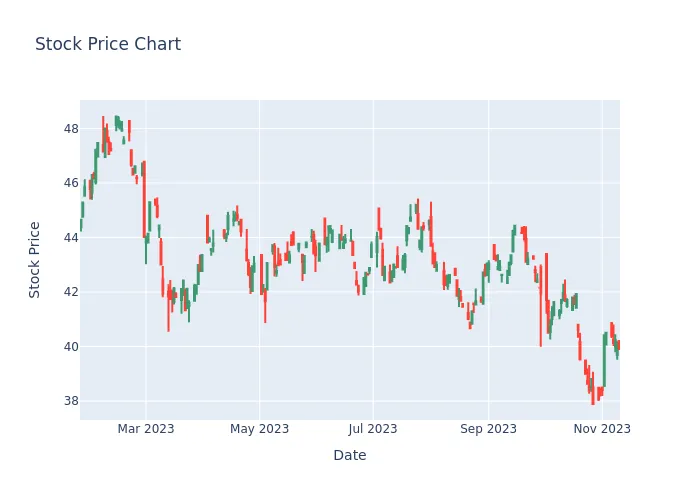 Stock Price Chart
48
46
44
42
40
38
Stock Price
Mar 2023
May 2023
Jul 2023
Sep 2023
Nov 2023
Date